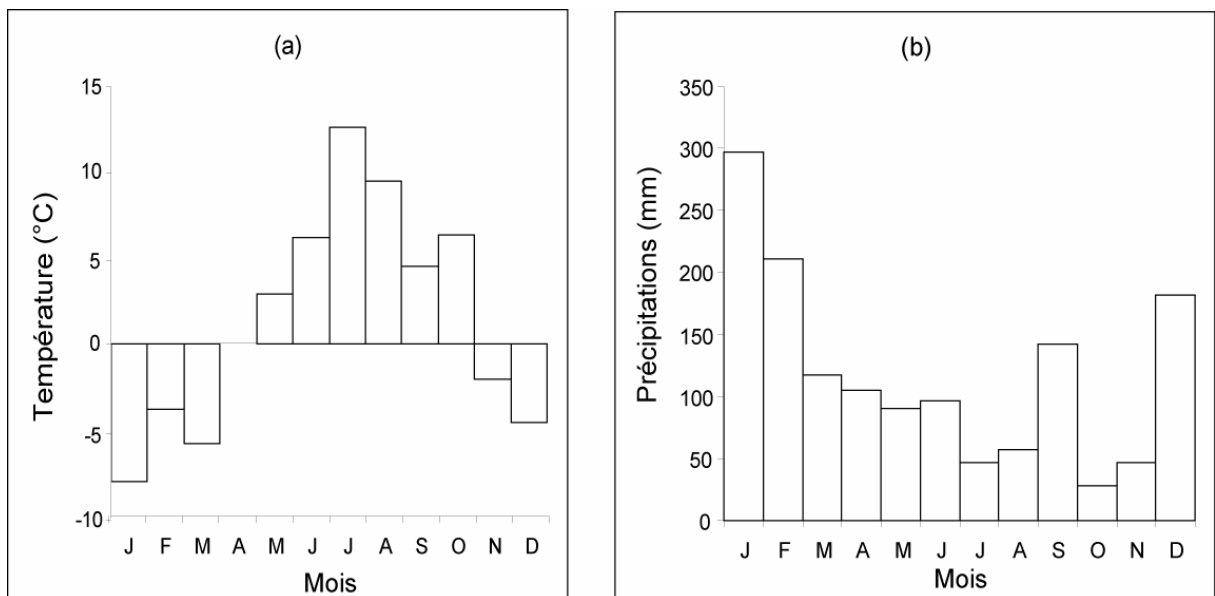 (a)
Température (°C)
15
10
5
0
-5
-10
J F M A M J J A S O N D
Mois
(b)
Précipitations (mm)
350
300
250
200
150
100
50
0
J F M A M J J A S O N D
Mois